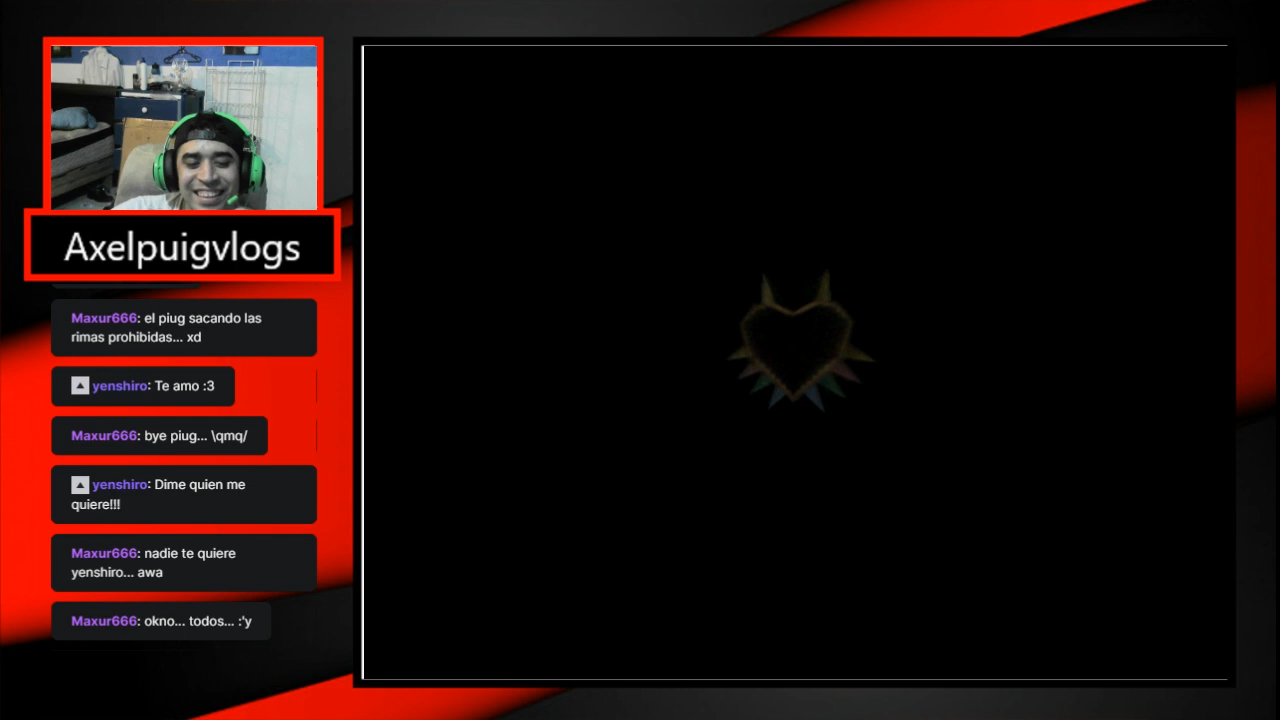 Axelpuigvlogs
Maxur666: el piug sacando las
rimas prohibidas... xd
yenshiro: Te amo :3
Maxur666: bye piug... \qmq/
yenshiro: Dime quien me
quiere!!!
Maxur666: nadie te quiere
yenshiro... awa
Maxur666: okno... todos... :'y